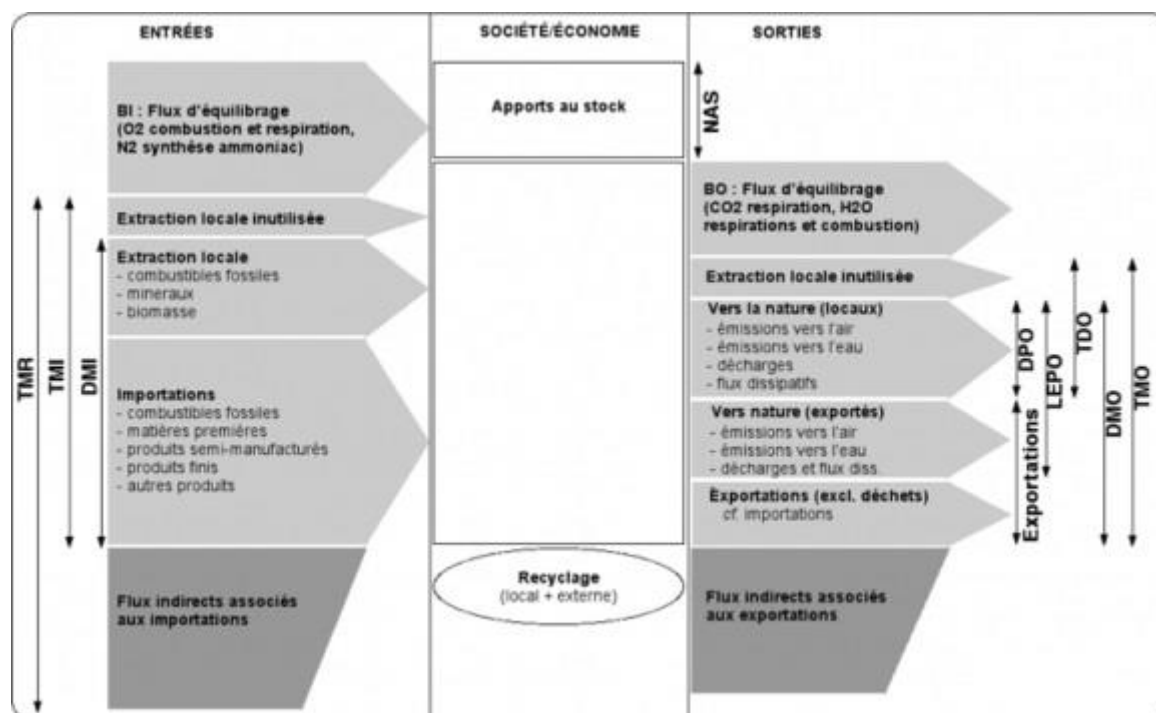 ENTRÉES
SOCIÉTÉ/ÉCONOMIE
SORTIES
BI : Flux d'équilibrage
(O2 combustion et respiration,
N2 synthèse ammoniac)
Apports au stock
NAS
BO : Flux d'équilibrage
(CO2 respiration, H2O
respirations et combustion)
Extraction locale inutilisée
Extraction locale
- combustibles fossiles
- mineraux
- biomasse
Importations
- combustibles fossiles
- matières premières
- produits semi-manufacturés
- produits finis
- autres produits
Flux indirects associés
aux importations
TMR
TMI
DMI
Recyclage
(local + externe)
Extraction locale inutilisée
Vers la nature (locaux)
- émissions vers l'air
- émissions vers l'eau
- décharges
- flux dissipatifs
Vers nature (exportés)
- émissions vers l'air
- émissions vers l'eau
- décharges et flux diss.
Exportations (excl. déchets)
cf. importations
Flux indirects associés
aux exportations
DPO
Exportations
LEPO
TDO
DMO
TMO